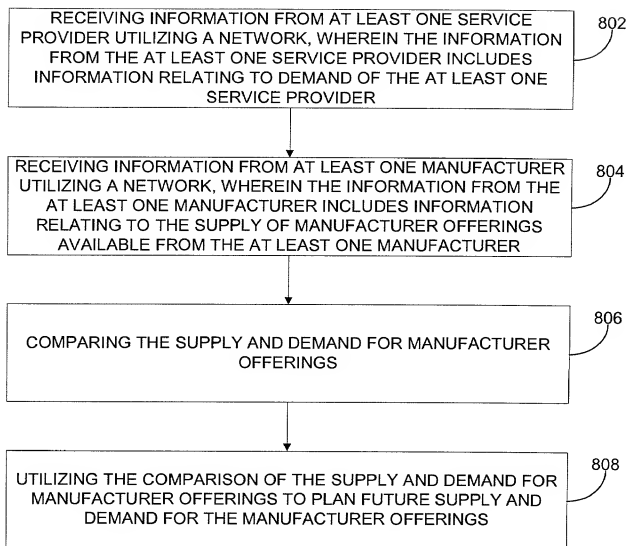 RECEIVING INFORMATION FROM AT LEAST ONE SERVICE
PROVIDER UTILIZING A NETWORK, WHEREIN THE INFORMATION
FROM THE AT LEAST ONE SERVICE PROVIDER INCLUDES
INFORMATION RELATING TO DEMAND OF THE AT LEAST ONE
SERVICE PROVIDER
802
RECEIVING INFORMATION FROM AT LEAST ONE MANUFACTURER
UTILIZING A NETWORK, WHEREIN THE INFORMATION FROM THE
AT LEAST ONE MANUFACTURER INCLUDES INFORMATION
RELATING TO THE SUPPLY OF MANUFACTURER OFFERINGS
AVAILABLE FROM THE AT LEAST ONE MANUFACTURER
804
COMPARING THE SUPPLY AND DEMAND FOR MANUFACTURER
OFFERINGS
806
UTILIZING THE COMPARISON OF THE SUPPLY AND DEMAND FOR
MANUFACTURER OFFERINGS TO PLAN FUTURE SUPPLY AND
DEMAND FOR THE MANUFACTURER OFFERINGS
808